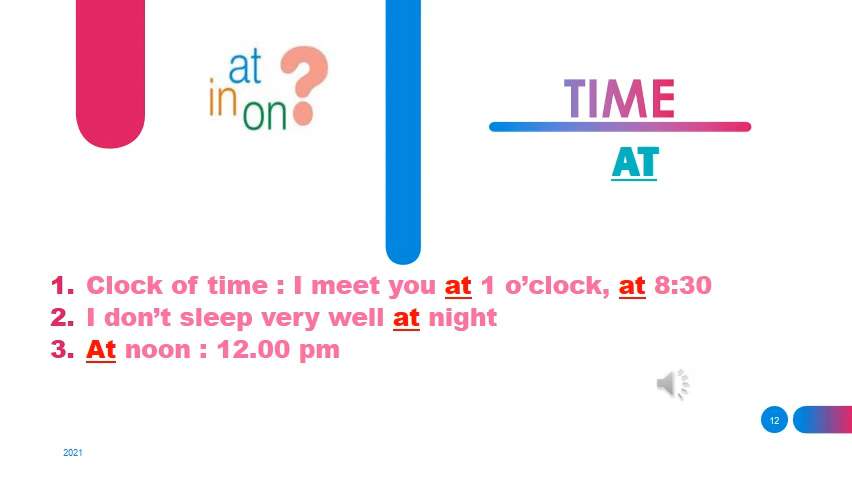 at
in on ?
TIME
AT
1. Clock of time : I meet you at 1 o’clock, at 8:30
2. I don’t sleep very well at night
3. At noon : 12.00 pm
12
2021